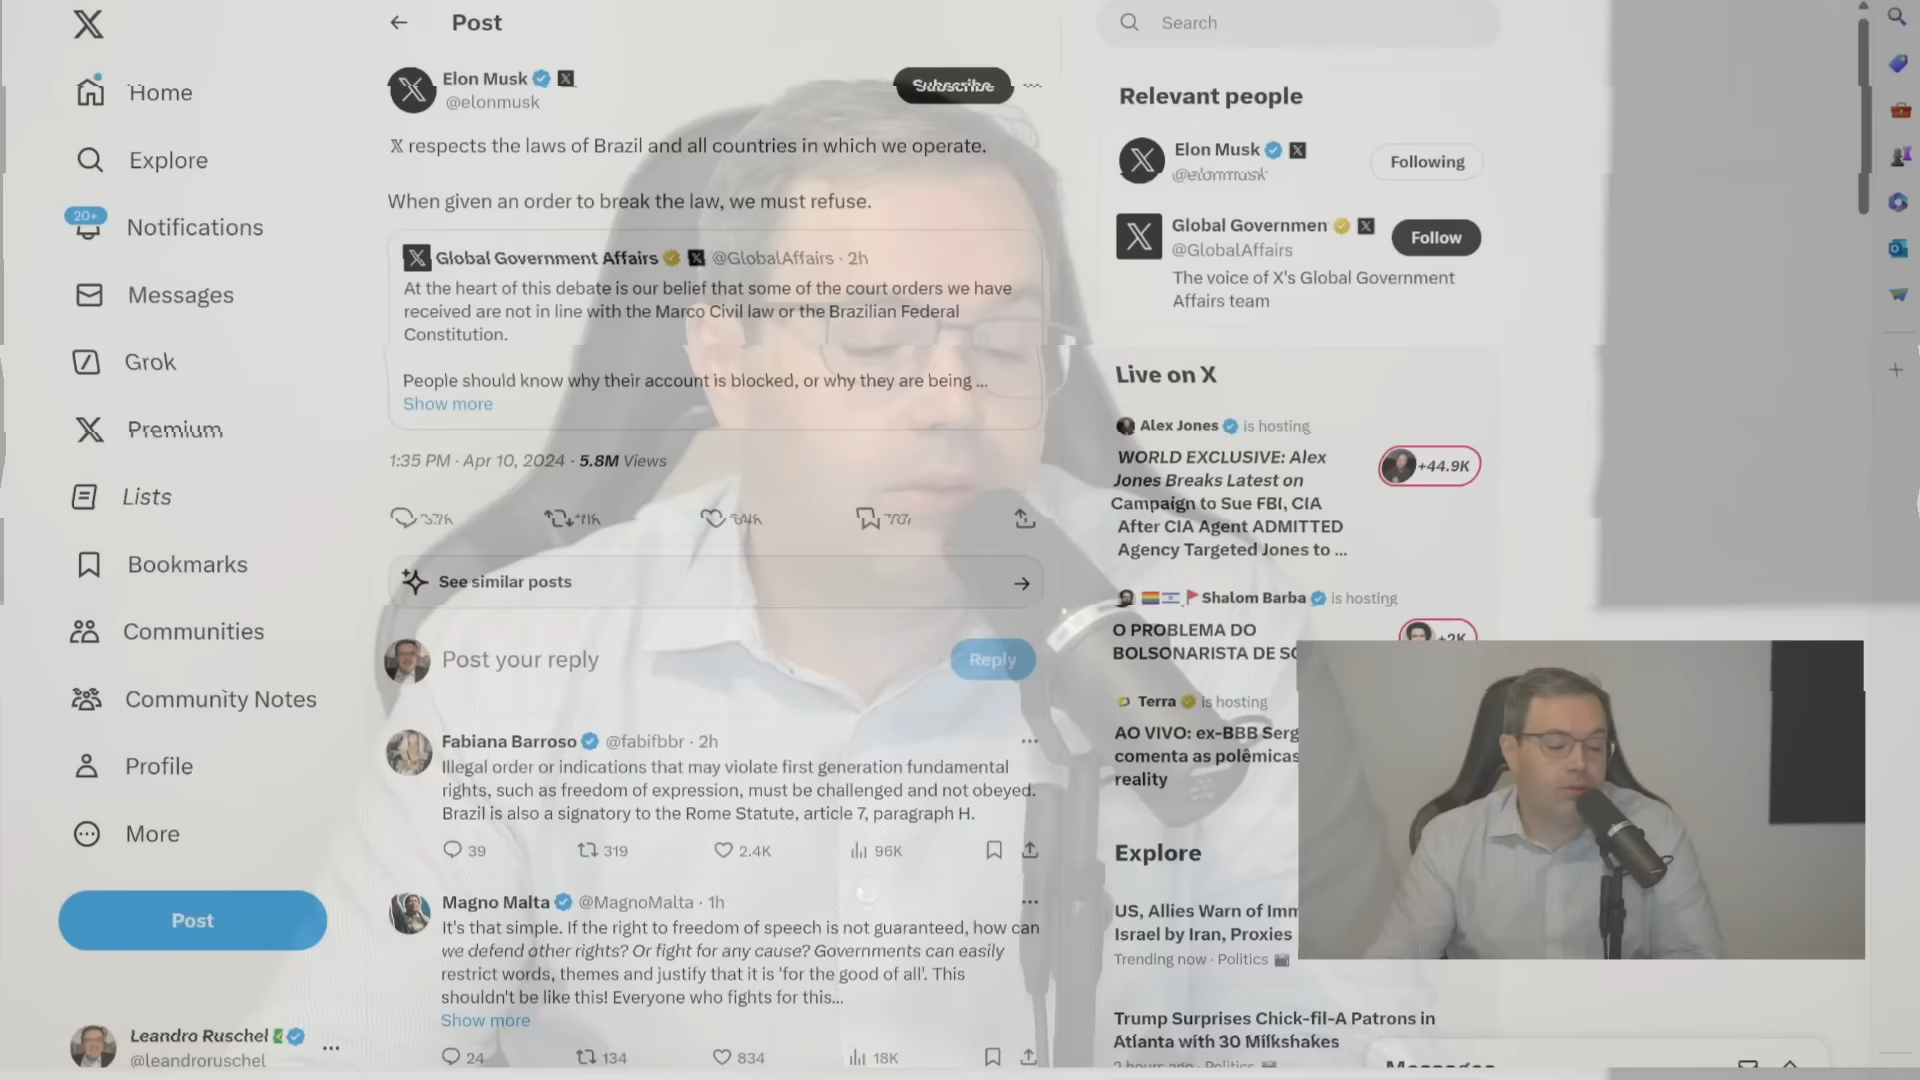 Post
Search
Home
Explore
20+
Notifications
Messages
Grok
Premium
Lists
Bookmarks
Communities
Community Notes
Profile
More
Post
Leandro Ruschel
@leandroruschel
Elon Musk
@elonmusk
Subscribe
X respects the laws of Brazil and all countries in which we operate.
When given an order to break the law, we must refuse.
Global Government Affairs @GlobalAffairs · 2h
At the heart of this debate is our belief that some of the court orders we have
received are not in line with the Marco Civil law or the Brazilian Federal
Constitution.
People should know why their account is blocked, or why they are being ...
Show more
1:35 PM · Apr 10, 2024 · 5.8M Views
See similar posts
Post your reply
Reply
Fabiana Barroso @fabifbbr · 2h
Illegal order or indications that may violate first generation fundamental
rights, such as freedom of expression, must be challenged and not obeyed.
Brazil is also a signatory to the Rome Statute, article 7, paragraph H.
39 319 2.4K 96K
Magno Malta @MagnoMalta · 1h
It's that simple. If the right to freedom of speech is not guaranteed, how can
we defend other rights? Or fight for any cause? Governments can easily
restrict words, themes and justify that it is 'for the good of all'. This
shouldn't be like this! Everyone who fights for this...
Show more
24 134 834 18K
Relevant people
Elon Musk
@elonmusk
Following
Global Governmen
@GlobalAffairs
Follow
The voice of X's Global Government
Affairs team
Live on X
Alex Jones is hosting
WORLD EXCLUSIVE: Alex
Jones Breaks Latest on
Campaign to Sue FBI, CIA
After CIA Agent ADMITTED
Agency Targeted Jones to ...
+44.9K
Shalom Barba is hosting
O PROBLEMA DO
BOLSONARISTA DE
+2K
Terra is hosting
AO VIVO: ex-BBB Serg
comenta as polêmicas
reality
Explore
US, Allies Warn of Imm
Israel by Iran, Proxies
Trending now · Politics
Trump Surprises Chick-fil-A Patrons in
Atlanta with 30 Milkshakes
2 hours ago · Politics
Messages